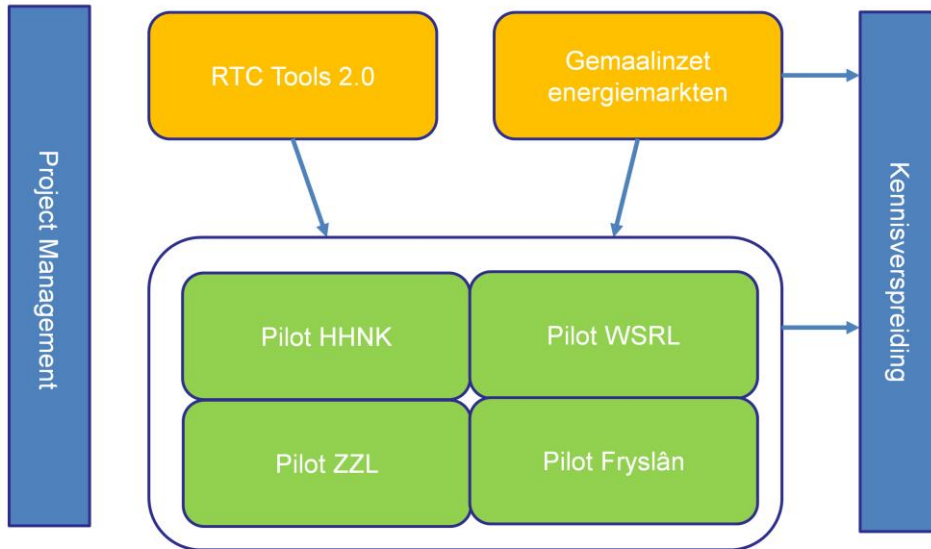 Project Management
RTC Tools 2.0
Gemaalinzet
energiemarkten
Kennisverspreiding
Pilot HHNK
Pilot WSRL
Pilot ZZL
Pilot Fryslân